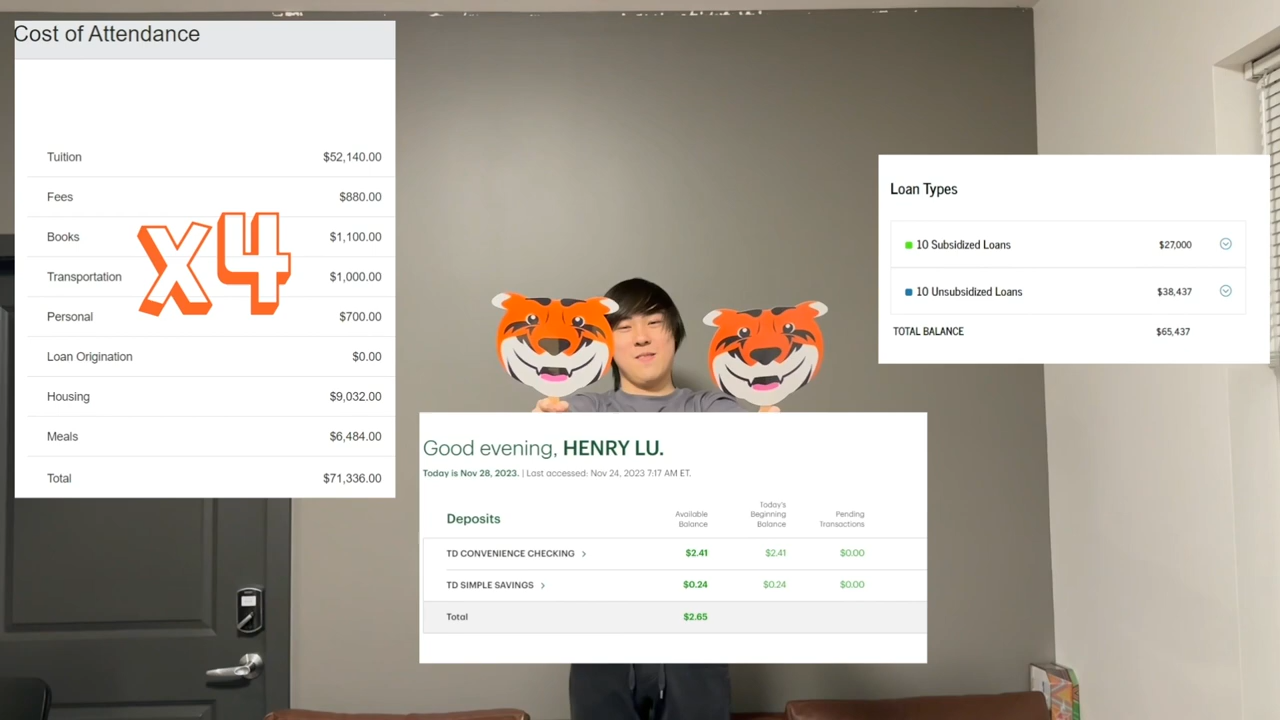 Cost of Attendance
Tuition $52,140.00
Fees $880.00
Books $1,100.00
Transportation $1,000.00
Personal $700.00
Loan Origination $0.00
Housing $9,032.00
Meals $6,484.00
Total $71,336.00
x4
Loan Types
10 Subsidized Loans $27,000
10 Unsubsidized Loans $38,437
TOTAL BALANCE $65,437
Good evening, HENRY LU.
Today is Nov 28, 2023. | Last accessed: Nov 24, 2023 7:17 AM ET.
Deposits Available Balance Today's Beginning Balance Pending Transactions
TD CONVENIENCE CHECKING $2.41 $2.41 $0.00
TD SIMPLE SAVINGS $0.24 $0.24 $0.00
Total $2.65